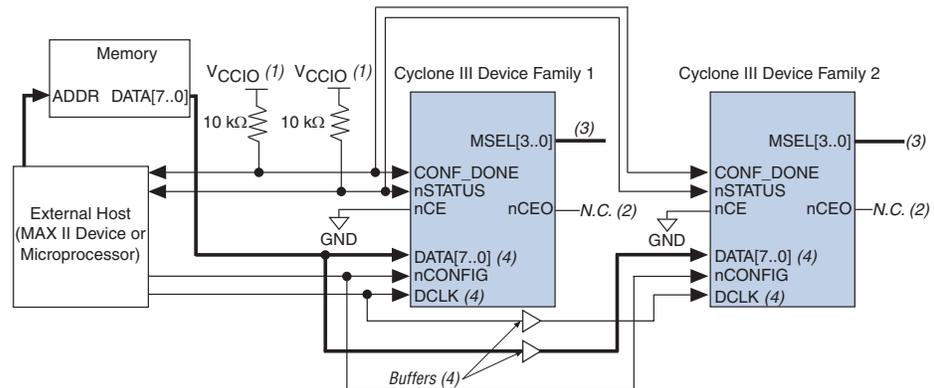 Memory
ADDR DATA[7..0]
VCCIO (1) VCCIO (1)
10 kΩ 10 kΩ
Cyclone III Device Family 1
MSEL[3..0] (3)
CONF_DONE
nSTATUS
nCE nCEO N.C. (2)
GND
DATA[7..0] (4)
nCONFIG
DCLK (4)
Cyclone III Device Family 2
MSEL[3..0] (3)
CONF_DONE
nSTATUS
nCE nCEO N.C. (2)
GND
DATA[7..0] (4)
nCONFIG
DCLK (4)
External Host
(MAX II Device or
Microprocessor)
Buffers (4)